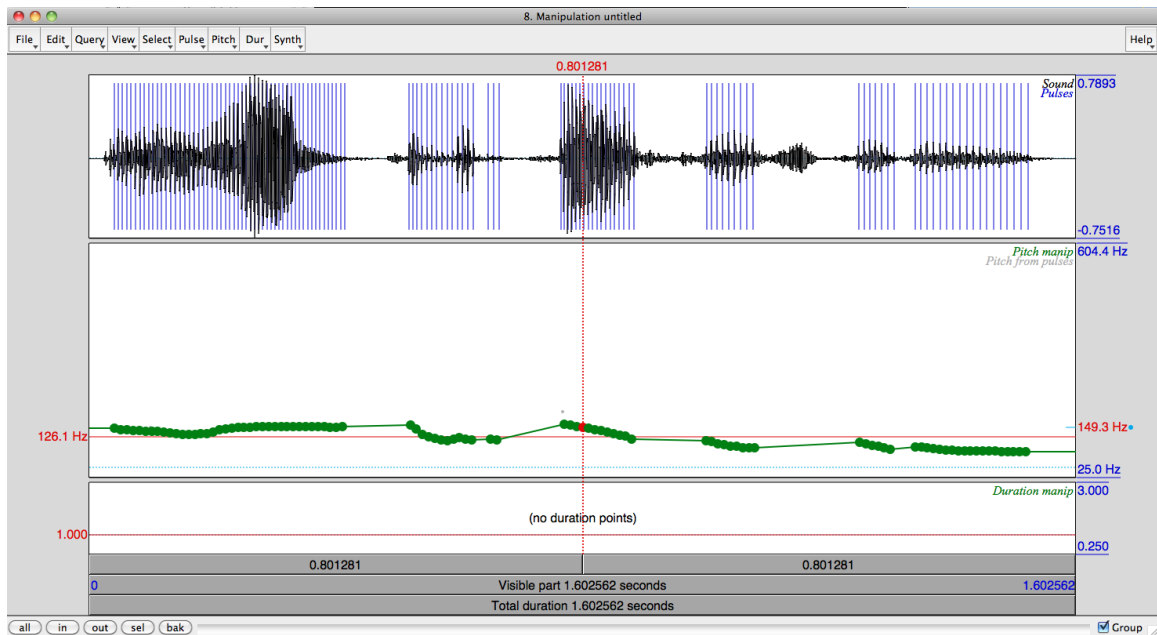 8. Manipulation untitled
File Edit Query View Select Pulse Pitch Dur Synth Help
0.801281
Sound 0.7893
Pulses
-0.7516
Pitch manip 604.4 Hz
Pitch from pulses
126.1 Hz 149.3 Hz
25.0 Hz
Duration manip 3.000
(no duration points)
1.000
0.250
0.801281 0.801281
0 Visible part 1.602562 seconds 1.602562
Total duration 1.602562 seconds
all in out sel bak Group